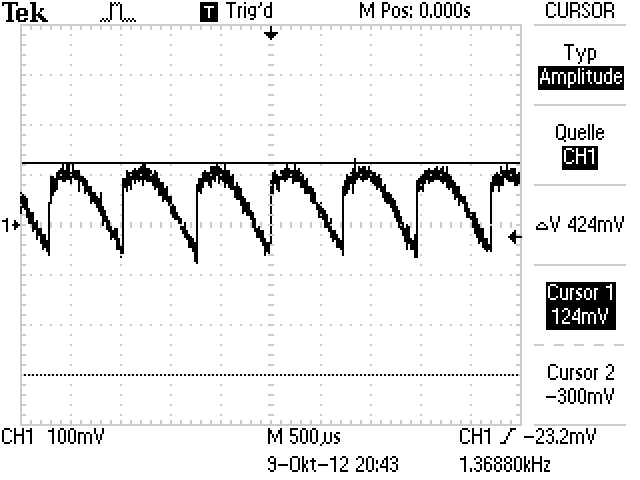 Tek T Trig'd M Pos: 0.000s CURSOR
Typ
Amplitude
Quelle
CH1
1
△V 424mV
Cursor 1
124mV
Cursor 2
-300mV
CH1 100mV M 500µs CH1 -23.2mV
9-Okt-12 20:43 1.36880kHz